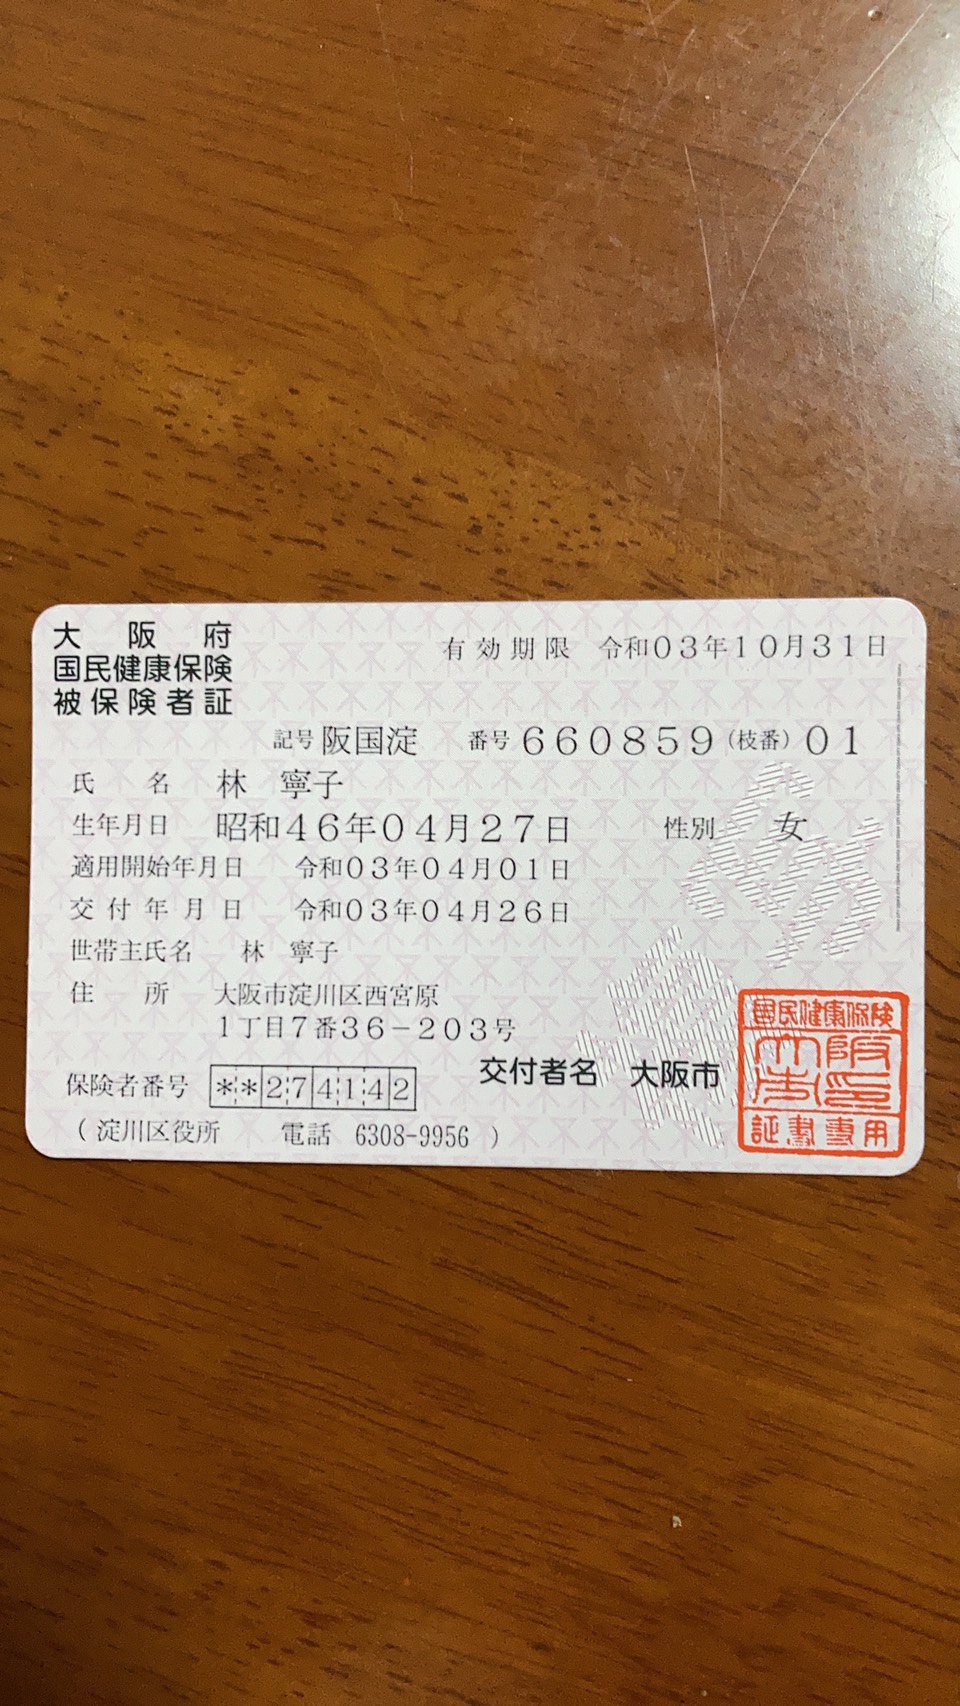 大阪府
国民健康保険
被保険者証
有効期限 令和03年10月31日
記号 阪国淀 番号 660859 (枝番) 01
氏名 林 寧子
生年月日 昭和46年04月27日 性別 女
適用開始年月日 令和03年04月01日
交付年月日 令和03年04月26日
世帯主氏名 林 寧子
住所 大阪市淀川区西宮原
1丁目7番36-203号
保険者番号 **274142
交付者名 大阪市
(淀川区役所 電話 6308-9956)
国民健康保険
大阪市印
証書専用